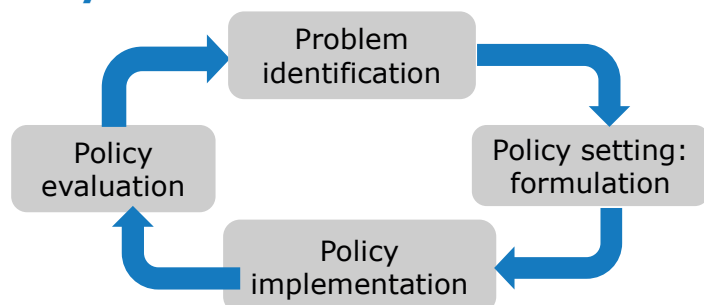 Problem
identification
Policy setting:
formulation
Policy
implementation
Policy
evaluation